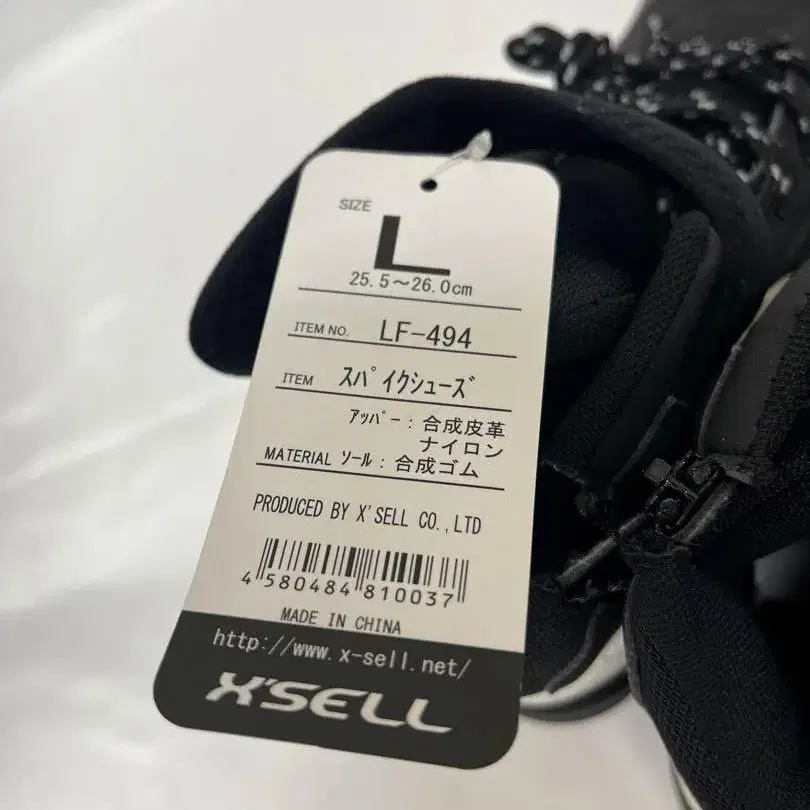 SIZE
L
25.5～26.0cm
ITEM NO. LF-494
ITEM ｽﾊﾟｲｸｼｭｰｽﾞ
ｱｯﾊﾟｰ：合成皮革
ナイロン
MATERIAL ソール：合成ゴム
PRODUCED BY X'SELL CO.,LTD
4 580484 810037
MADE IN CHINA
http://www.x-sell.net/
X'SELL